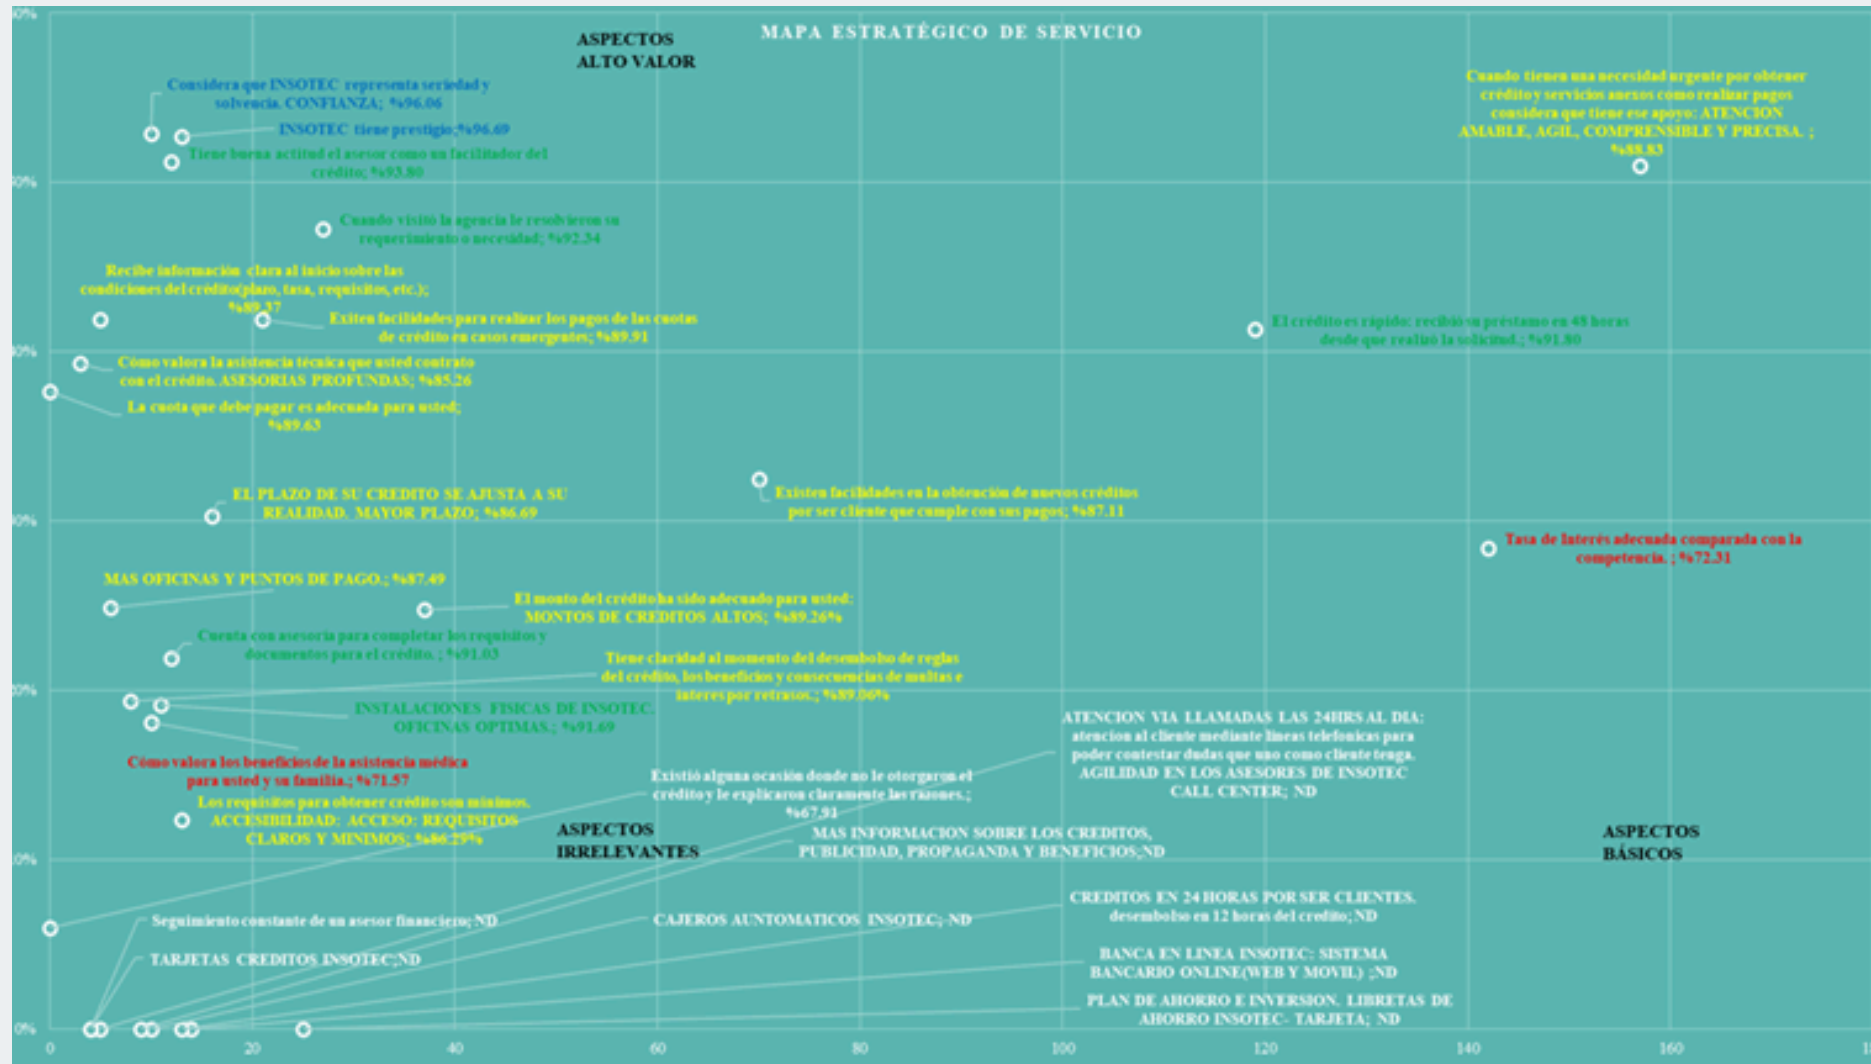 MAPA ESTRATÉGICO DE SERVICIO
ASPECTOS
ALTO VALOR
Considera que INSOTEC representa seriedad y
solvencia. CONFIANZA; %96.06
INSOTEC tiene prestigio;%96.69
Tiene buena actitud el asesor como un facilitador del
crédito; %93.80
Cuando tienen una necesidad urgente por obtener
crédito y servicios anexos como realizar pagos
considera que tiene ese apoyo: ATENCION
AMABLE, AGIL, COMPRENSIBLE Y PRECISA. ;
%88.83
Cuando visitó la agencia le resolvieron su
requerimiento o necesidad; %92.34
Recibe información clara al inicio sobre las
condiciones del crédito(plazo, tasa, requisitos, etc.);
%89.37
Exiten facilidades para realizar los pagos de las cuotas
de crédito en casos emergentes; %89.91
El crédito es rápido: recibió su préstamo en 48 horas
desde que realizó la solicitud.; %91.80
Cómo valora la asistencia técnica que usted contrato
con el crédito. ASESORIAS PROFUNDAS; %85.26
La cuota que debe pagar es adecuada para usted;
%89.63
EL PLAZO DE SU CREDITO SE AJUSTA A SU
REALIDAD. MAYOR PLAZO; %86.69
Existen facilidades en la obtención de nuevos créditos
por ser cliente que cumple con sus pagos; %87.11
Tasa de Interés adecuada comparada con la
competencia. ; %72.31
MAS OFICINAS Y PUNTOS DE PAGO.; %87.49
El monto del crédito ha sido adecuado para usted:
MONTOS DE CREDITOS ALTOS; %89.26%
Cuenta con asesoría para completar los requisitos y
documentos para el crédito. ; %91.03
Tiene claridad al momento del desembolso de reglas
del crédito, los beneficios y consecuencias de multas e
interes por retrasos.; %89.06%
INSTALACIONES FISICAS DE INSOTEC.
OFICINAS OPTIMAS.; %91.69
Cómo valora los beneficios de la asistencia médica
para usted y su familia.; %71.57
Los requisitos para obtener crédito son mínimos.
ACCESIBILIDAD: ACCESO: REQUISITOS
CLAROS Y MINIMOS; %86.29%
Existió alguna ocasión donde no le otorgaron el
crédito y le explicaron claramente las razones.;
%67.91
ATENCION VIA LLAMADAS LAS 24HRS AL DIA:
atencion al cliente mediante lineas telefonicas para
poder contestar dudas que uno como cliente tenga.
AGILIDAD EN LOS ASESORES DE INSOTEC
CALL CENTER; ND
ASPECTOS
IRRELEVANTES
ASPECTOS
BÁSICOS
MAS INFORMACION SOBRE LOS CREDITOS,
PUBLICIDAD, PROPAGANDA Y BENEFICIOS;ND
CREDITOS EN 24 HORAS POR SER CLIENTES.
desembolso en 12 horas del credito; ND
Seguimiento constante de un asesor financiero; ND
CAJEROS AUNTOMATICOS INSOTEC; ND
TARJETAS CREDITOS INSOTEC;ND
BANCA EN LINEA INSOTEC: SISTEMA
BANCARIO ONLINE(WEB Y MOVIL) ;ND
PLAN DE AHORRO E INVERSION. LIBRETAS DE
AHORRO INSOTEC- TARJETA; ND
0%
0 20 40 60 80 100 120 140 160